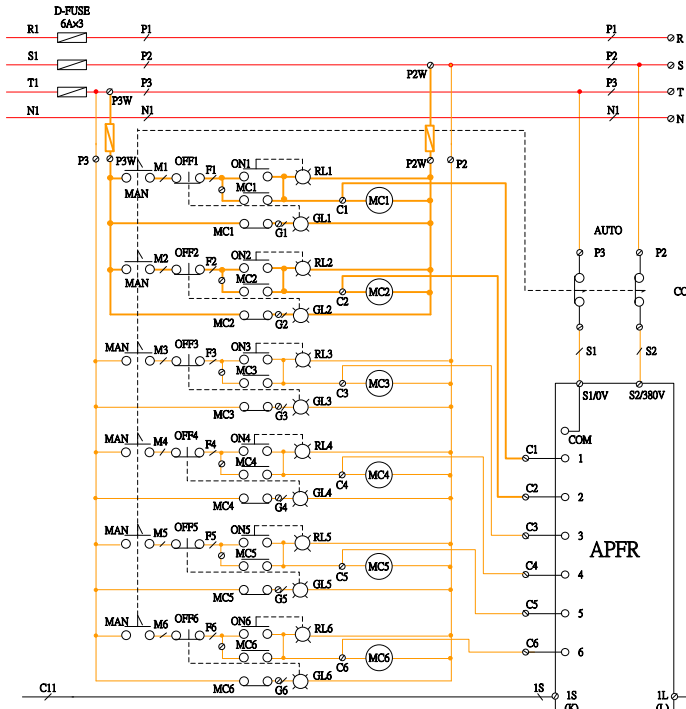 D-FUSE
6A×3
R1 P1 P1 R
S1 P2 P2 S
P2W
T1 P3 P3 T
P3W
N1 N1 N1 N
P3 P3W P2W P2
M1 OFF1 F1 ON1 RL1
MAN MC1 C1 MC1
MC1 G1 GL1
AUTO
M2 OFF2 F2 ON2 RL2
P3 P2
MAN MC2 C2 MC2
CO
MC2 G2 GL2
MAN M3 OFF3 F3 ON3 RL3
S1 S2
MC3 C3 MC3
S1/0V S2/380V
MC3 G3 GL3
COM
MAN M4 OFF4 F4 ON4 RL4
C1 1
MC4 C4 MC4
C2 2
MC4 G4 GL4
MAN M5 OFF5 F5 ON5 RL5
C3 3
APFR
MC5 C5 MC5
C4 4
MC5 G5 GL5
C5 5
MAN M6 OFF6 F6 ON6 RL6
MC6 C6 MC6
C6 6
MC6 G6 GL6
C11 1S 1S 1L
(K) (L)